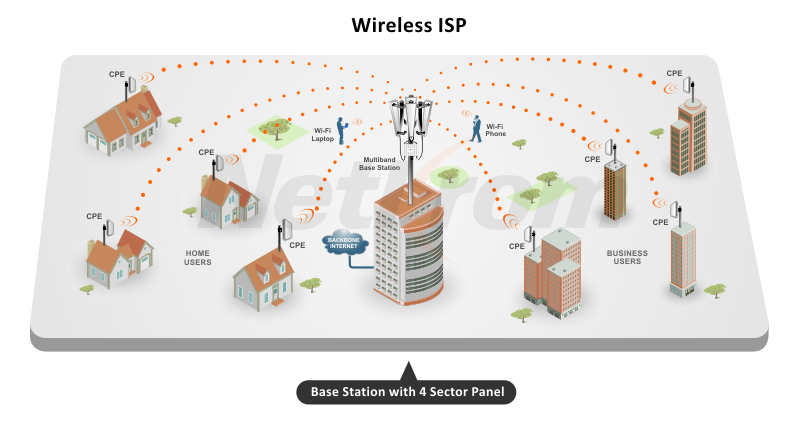 Wireless ISP
CPE
CPE
Wi-Fi
Laptop
Wi-Fi
Phone
CPE
CPE
Multiband
Base Station
CPE
CPE
CPE
CPE
BACKBONE
INTERNET
HOME
USERS
BUSINESS
USERS
Base Station with 4 Sector Panel